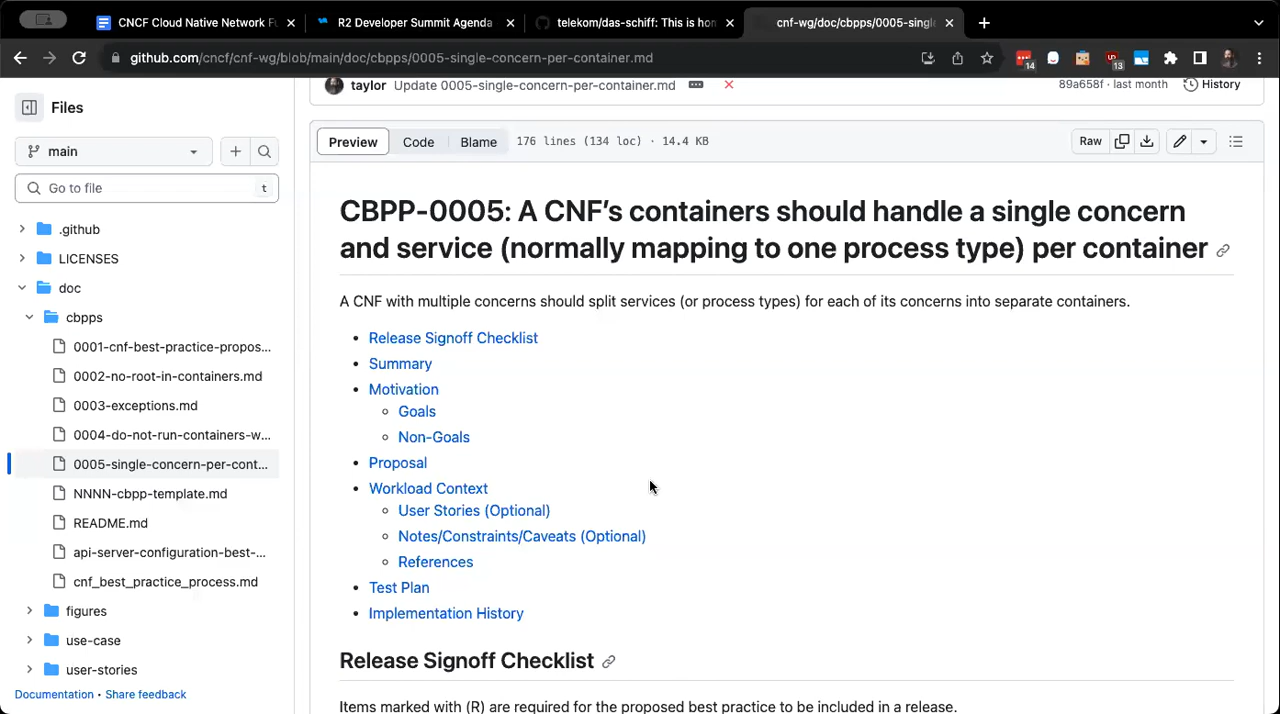 CNCF Cloud Native Network Fu
R2 Developer Summit Agenda
telekom/das-schiff: This is hom
cnf-wg/doc/cbpps/0005-single
github.com/cncf/cnf-wg/blob/main/doc/cbpps/0005-single-concern-per-container.md
14
13
Files
main
Go to file
t
.github
LICENSES
doc
cbpps
0001-cnf-best-practice-propos...
0002-no-root-in-containers.md
0003-exceptions.md
0004-do-not-run-containers-w...
0005-single-concern-per-cont...
NNNN-cbpp-template.md
README.md
api-server-configuration-best-...
cnf_best_practice_process.md
figures
use-case
user-stories
Documentation • Share feedback
taylor Update 0005-single-concern-per-container.md
89a658f · last month
History
Preview
Code
Blame
176 lines (134 loc) · 14.4 KB
Raw
CBPP-0005: A CNF’s containers should handle a single concern
and service (normally mapping to one process type) per container
A CNF with multiple concerns should split services (or process types) for each of its concerns into separate containers.
Release Signoff Checklist
Summary
Motivation
Goals
Non-Goals
Proposal
Workload Context
User Stories (Optional)
Notes/Constraints/Caveats (Optional)
References
Test Plan
Implementation History
Release Signoff Checklist
Items marked with (R) are required for the proposed best practice to be included in a release.